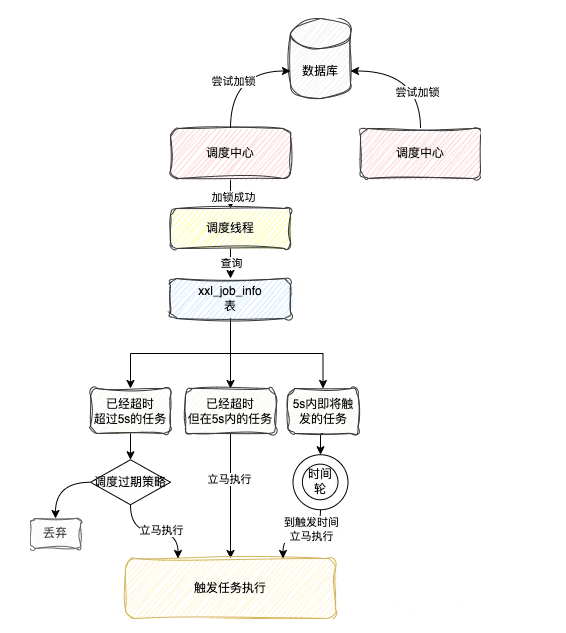 数据库
尝试加锁
尝试加锁
调度中心
调度中心
加锁成功
调度线程
查询
xxl_job_info
表
已经超时
超过5s的任务
已经超时
但在5s内的任务
5s内即将触
发的任务
调度过期策略
立马执行
时间
轮
丢弃
立马执行
到触发时间
立马执行
触发任务执行